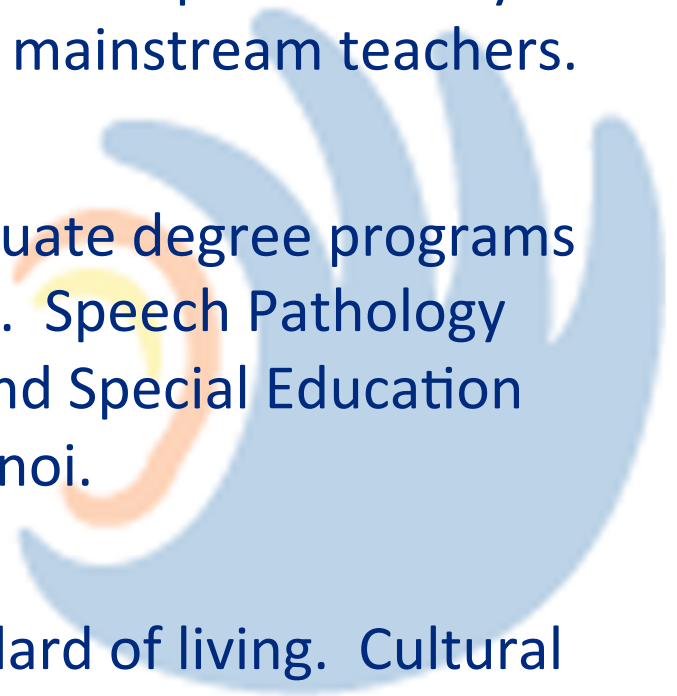 mainstream teachers.
uate degree programs
. Speech Pathology
nd Special Education
noi.
lard of living. Cultural